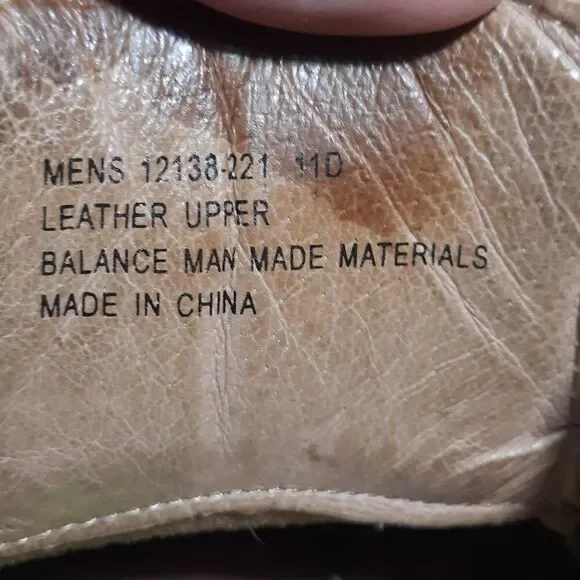 MENS 12138-221 11D
LEATHER UPPER
BALANCE MAN MADE MATERIALS
MADE IN CHINA